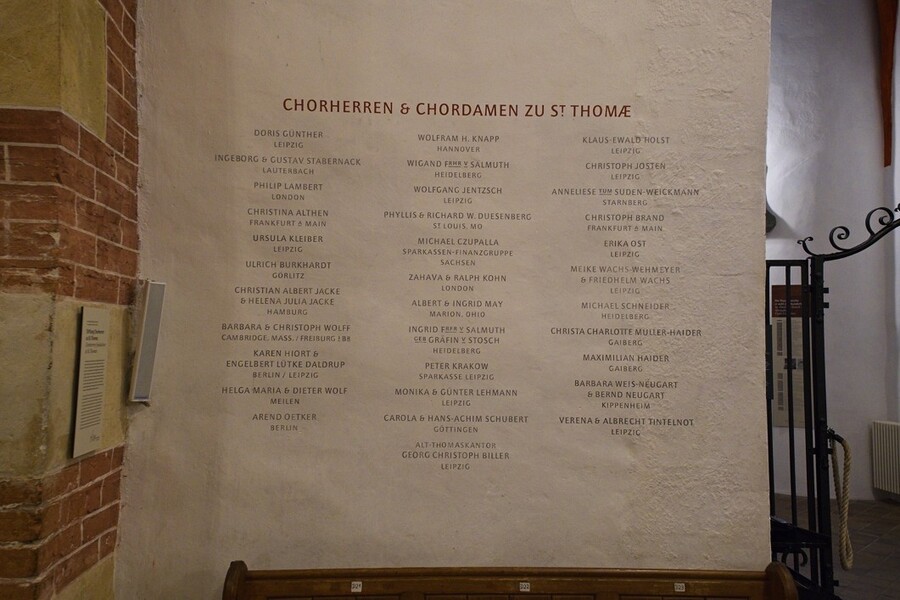 CHORHERREN & CHORDAMEN ZU ST THOMÆ
DORIS GÜNTHER
LEIPZIG
INGEBORG & GUSTAV STABERNACK
LAUTERBACH
PHILIP LAMBERT
LONDON
CHRISTINA ALTHEN
FRANKFURT a MAIN
URSULA KLEIBER
LEIPZIG
ULRICH BURKHARDT
GÖRLITZ
CHRISTIAN ALBERT JACKE
& HELENA JULIA JACKE
HAMBURG
BARBARA & CHRISTOPH WOLFF
CAMBRIDGE, MASS. / FREIBURG i BR
KAREN HIORT &
ENGELBERT LÜTKE DALDRUP
BERLIN / LEIPZIG
HELGA MARIA & DIETER WOLF
MEILEN
AREND OETKER
BERLIN
WOLFRAM H. KNAPP
HANNOVER
WIGAND FRHR V SALMUTH
HEIDELBERG
WOLFGANG JENTZSCH
LEIPZIG
PHYLLIS & RICHARD W. DUESENBERG
ST LOUIS, MO
MICHAEL CZUPALLA
SPARKASSEN-FINANZGRUPPE
SACHSEN
ZAHAVA & RALPH KOHN
LONDON
ALBERT & INGRID MAY
MARION, OHIO
INGRID FRFR V SALMUTH
GEB GRÄFIN V STOSCH
HEIDELBERG
PETER KRAKOW
SPARKASSE LEIPZIG
MONIKA & GÜNTER LEHMANN
LEIPZIG
CAROLA & HANS-ACHIM SCHUBERT
GÖTTINGEN
ALT-THOMASKANTOR
GEORG CHRISTOPH BILLER
LEIPZIG
KLAUS-EWALD HOLST
LEIPZIG
CHRISTOPH JOSTEN
LEIPZIG
ANNELIESE ZUM SUDEN-WEICKMANN
STARNBERG
CHRISTOPH BRAND
FRANKFURT a MAIN
ERIKA OST
LEIPZIG
MEIKE WACHS-WEHMEYER
& FRIEDHELM WACHS
LEIPZIG
MICHAEL SCHNEIDER
HEIDELBERG
CHRISTA CHARLOTTE MÜLLER-HAIDER
GAIBERG
MAXIMILIAN HAIDER
GAIBERG
BARBARA WEIS-NEUGART
& BERND NEUGART
KIPPENHEIM
VERENA & ALBRECHT TINTELNOT
LEIPZIG